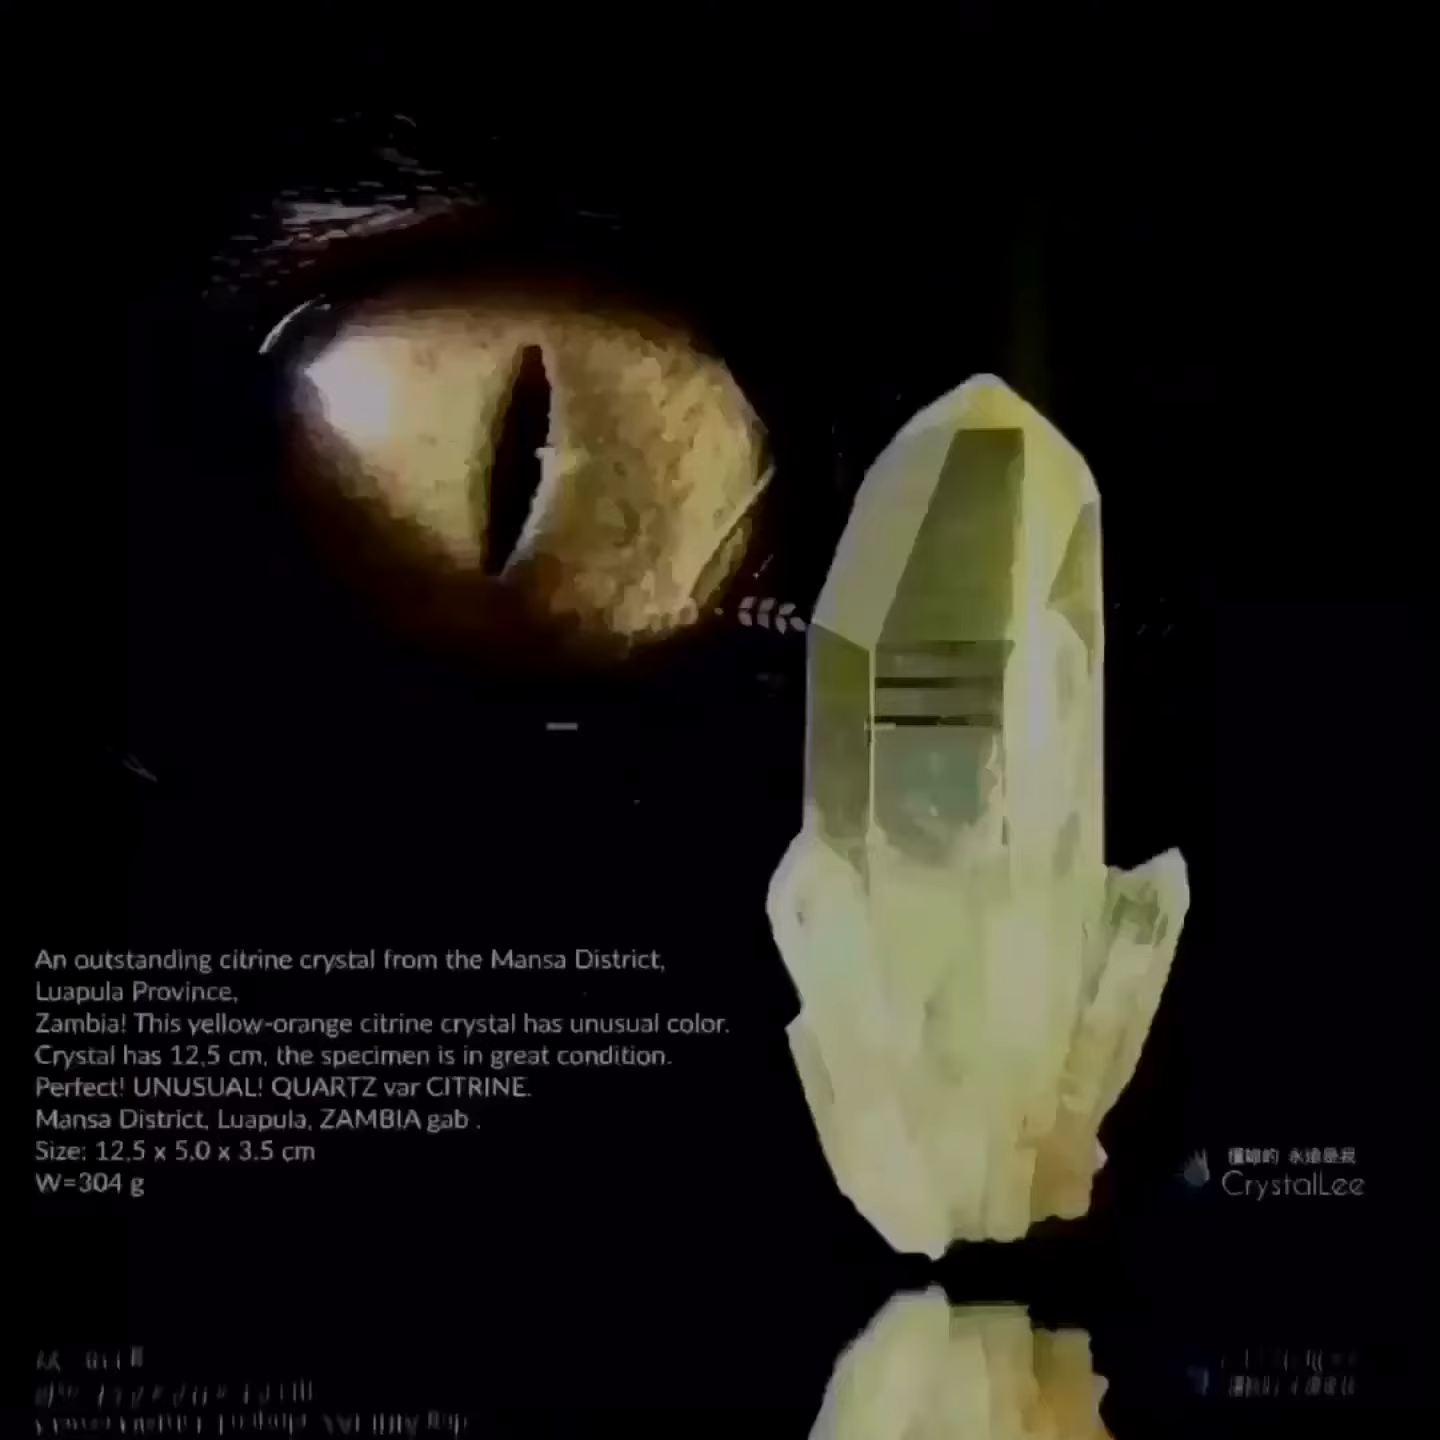 An outstanding citrine crystal from the Mansa District,
Luapula Province,
Zambia! This yellow-orange citrine crystal has unusual color.
Crystal has 12,5 cm, the specimen is in great condition.
Perfect! UNUSUAL! QUARTZ var CITRINE.
Mansa District, Luapula, ZAMBIA gab .
Size: 12,5 x 5,0 x 3.5 cm
W=304 g
CrystalLee